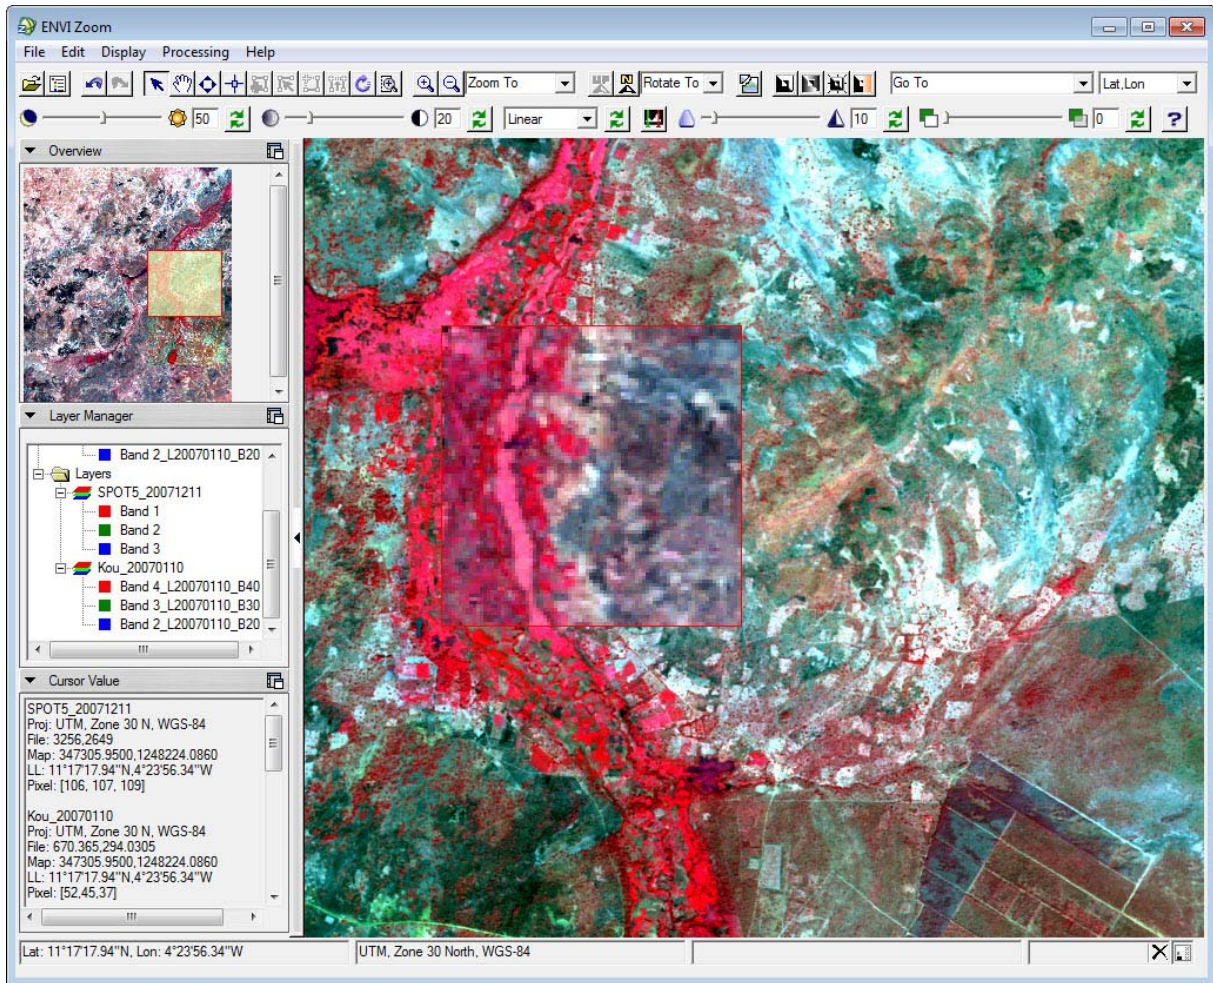 ENVI Zoom
File Edit Display Processing Help
Zoom To Rotate To Go To Lat,Lon
50 20 Linear 10 0 ?
Overview
Layer Manager
Band 2_L20070110_B20
Layers
SPOT5_20071211
Band 1
Band 2
Band 3
Kou_20070110
Band 4_L20070110_B40
Band 3_L20070110_B30
Band 2_L20070110_B20
Cursor Value
SPOT5_20071211
Proj: UTM, Zone 30 N, WGS-84
File: 3256,2649
Map: 347305.9500,1248224.0860
LL: 11°17'17.94"N,4°23'56.34"W
Pixel: [106, 107, 109]
Kou_20070110
Proj: UTM, Zone 30 N, WGS-84
File: 670.365,294.0305
Map: 347305.9500,1248224.0860
LL: 11°17'17.94"N,4°23'56.34"W
Pixel: [52,45,37]
Lat: 11°17'17.94"N, Lon: 4°23'56.34"W UTM, Zone 30 North, WGS-84